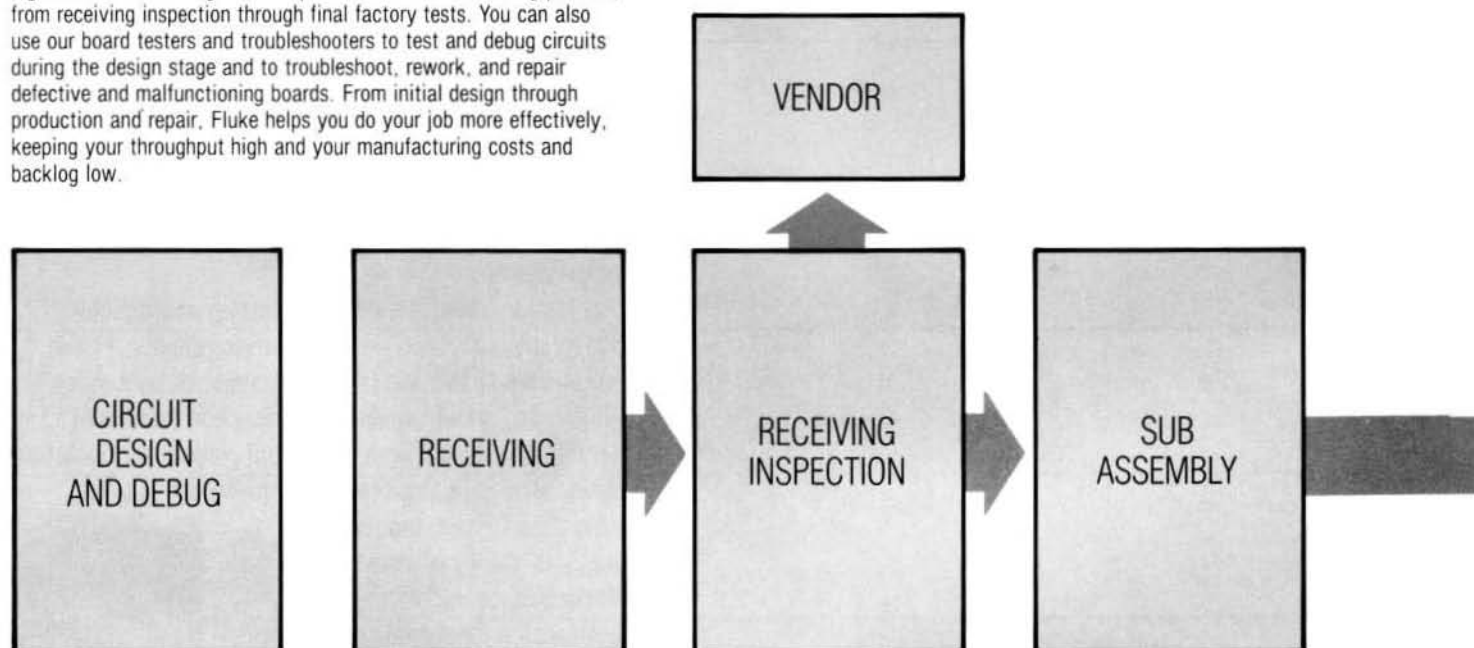 from receiving inspection through final factory tests. You can also
use our board testers and troubleshooters to test and debug circuits
during the design stage and to troubleshoot, rework, and repair
defective and malfunctioning boards. From initial design through
production and repair, Fluke helps you do your job more effectively,
keeping your throughput high and your manufacturing costs and
backlog low.
VENDOR
CIRCUIT
DESIGN
AND DEBUG
RECEIVING
RECEIVING
INSPECTION
SUB
ASSEMBLY